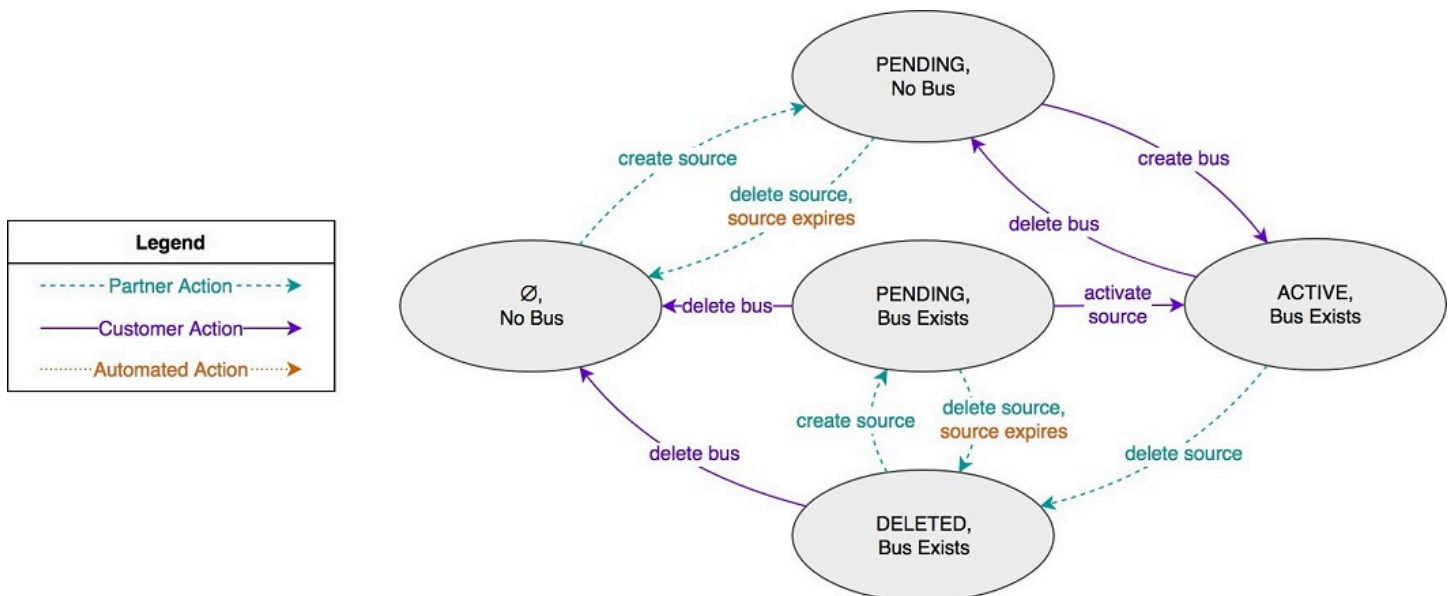 PENDING,
No Bus
create source
create bus
delete source,
source expires
delete bus
Legend
Partner Action
Customer Action
Automated Action
Ø,
No Bus
delete bus
PENDING,
Bus Exists
activate
source
ACTIVE,
Bus Exists
create source
delete source,
source expires
delete bus
delete source
DELETED,
Bus Exists